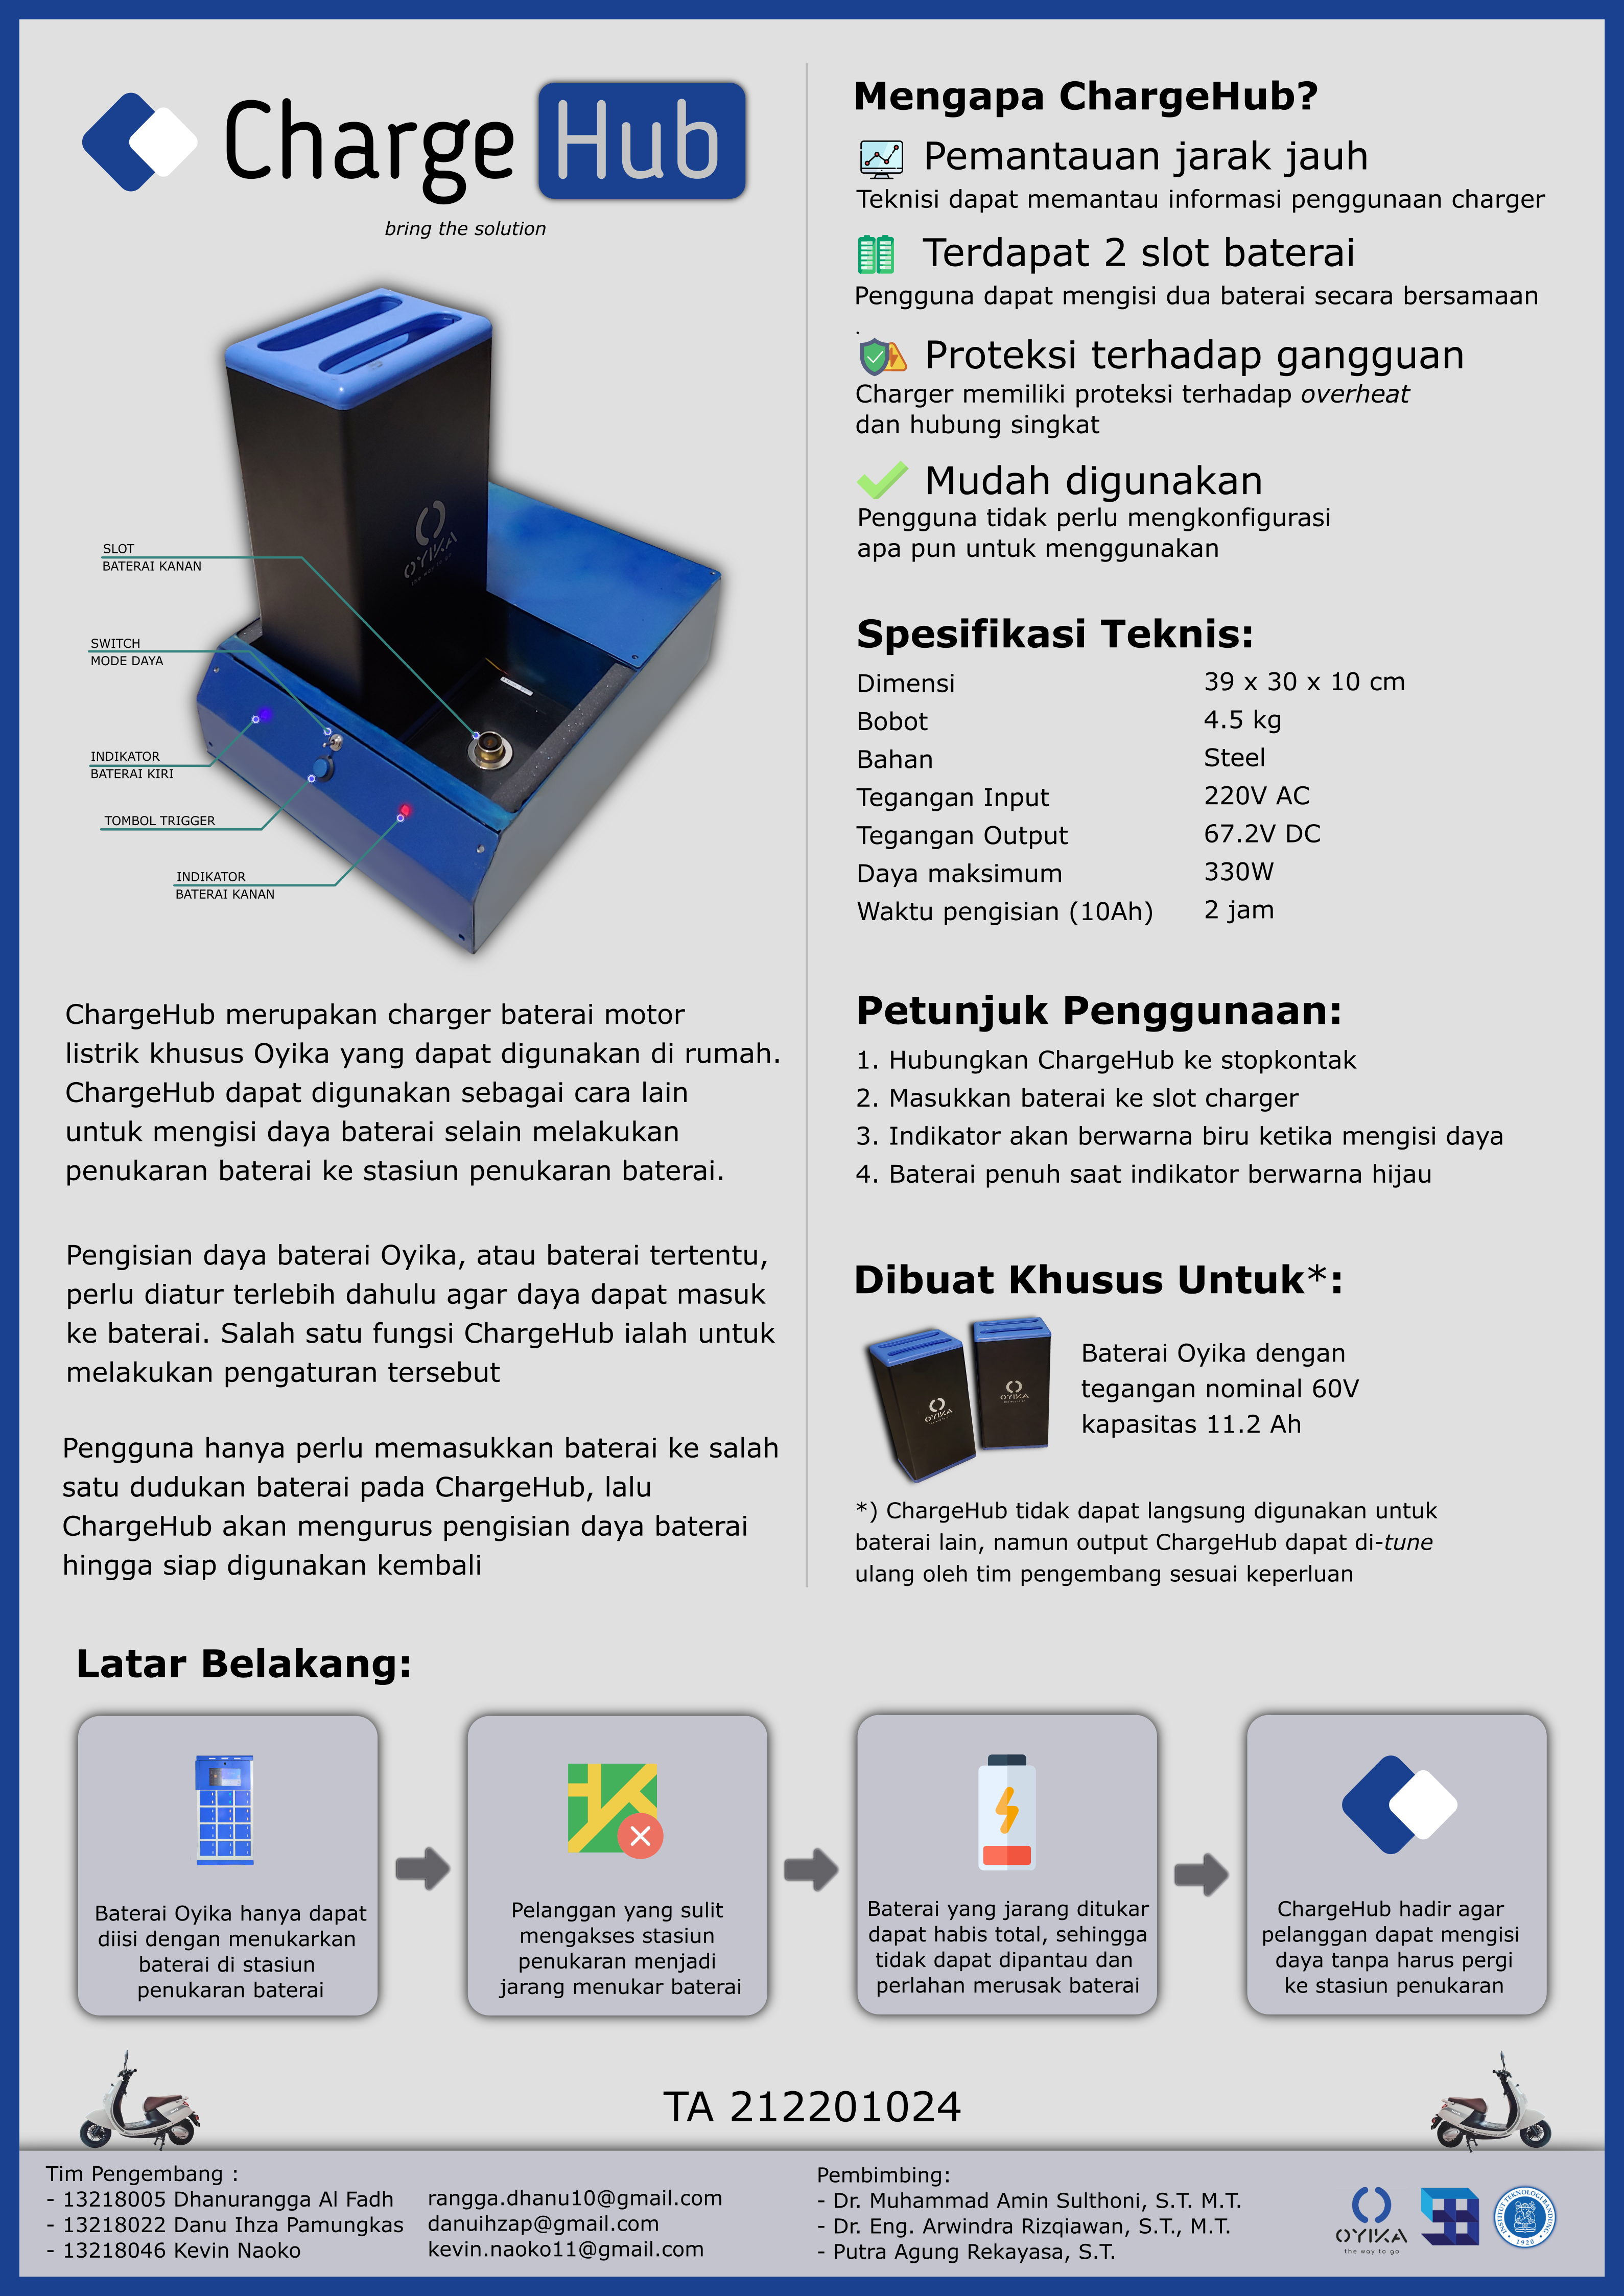 Charge Hub
bring the solution
OYIKA
the way to go
SLOT
BATERAI KANAN
SWITCH
MODE DAYA
INDIKATOR
BATERAI KIRI
TOMBOL TRIGGER
INDIKATOR
BATERAI KANAN
ChargeHub merupakan charger baterai motor
listrik khusus Oyika yang dapat digunakan di rumah.
ChargeHub dapat digunakan sebagai cara lain
untuk mengisi daya baterai selain melakukan
penukaran baterai ke stasiun penukaran baterai.
Pengisian daya baterai Oyika, atau baterai tertentu,
perlu diatur terlebih dahulu agar daya dapat masuk
ke baterai. Salah satu fungsi ChargeHub ialah untuk
melakukan pengaturan tersebut
Pengguna hanya perlu memasukkan baterai ke salah
satu dudukan baterai pada ChargeHub, lalu
ChargeHub akan mengurus pengisian daya baterai
hingga siap digunakan kembali
Mengapa ChargeHub?
Pemantauan jarak jauh
Teknisi dapat memantau informasi penggunaan charger
Terdapat 2 slot baterai
Pengguna dapat mengisi dua baterai secara bersamaan
.
Proteksi terhadap gangguan
Charger memiliki proteksi terhadap overheat
dan hubung singkat
Mudah digunakan
Pengguna tidak perlu mengkonfigurasi
apa pun untuk menggunakan
Spesifikasi Teknis:
Dimensi 39 x 30 x 10 cm
Bobot 4.5 kg
Bahan Steel
Tegangan Input 220V AC
Tegangan Output 67.2V DC
Daya maksimum 330W
Waktu pengisian (10Ah) 2 jam
Petunjuk Penggunaan:
1. Hubungkan ChargeHub ke stopkontak
2. Masukkan baterai ke slot charger
3. Indikator akan berwarna biru ketika mengisi daya
4. Baterai penuh saat indikator berwarna hijau
Dibuat Khusus Untuk*:
OYIKA
OYIKA
Baterai Oyika dengan
tegangan nominal 60V
kapasitas 11.2 Ah
*) ChargeHub tidak dapat langsung digunakan untuk
baterai lain, namun output ChargeHub dapat di-tune
ulang oleh tim pengembang sesuai keperluan
Latar Belakang:
Baterai Oyika hanya dapat
diisi dengan menukarkan
baterai di stasiun
penukaran baterai
Pelanggan yang sulit
mengakses stasiun
penukaran menjadi
jarang menukar baterai
Baterai yang jarang ditukar
dapat habis total, sehingga
tidak dapat dipantau dan
perlahan merusak baterai
ChargeHub hadir agar
pelanggan dapat mengisi
daya tanpa harus pergi
ke stasiun penukaran
TA 212201024
Tim Pengembang :
- 13218005 Dhanurangga Al Fadh rangga.dhanu10@gmail.com
- 13218022 Danu Ihza Pamungkas danuihzap@gmail.com
- 13218046 Kevin Naoko kevin.naoko11@gmail.com
Pembimbing:
- Dr. Muhammad Amin Sulthoni, S.T. M.T.
- Dr. Eng. Arwindra Rizqiawan, S.T., M.T.
- Putra Agung Rekayasa, S.T.
OYIKA
the way to go
INSTITUT TEKNOLOGI BANDUNG
1920